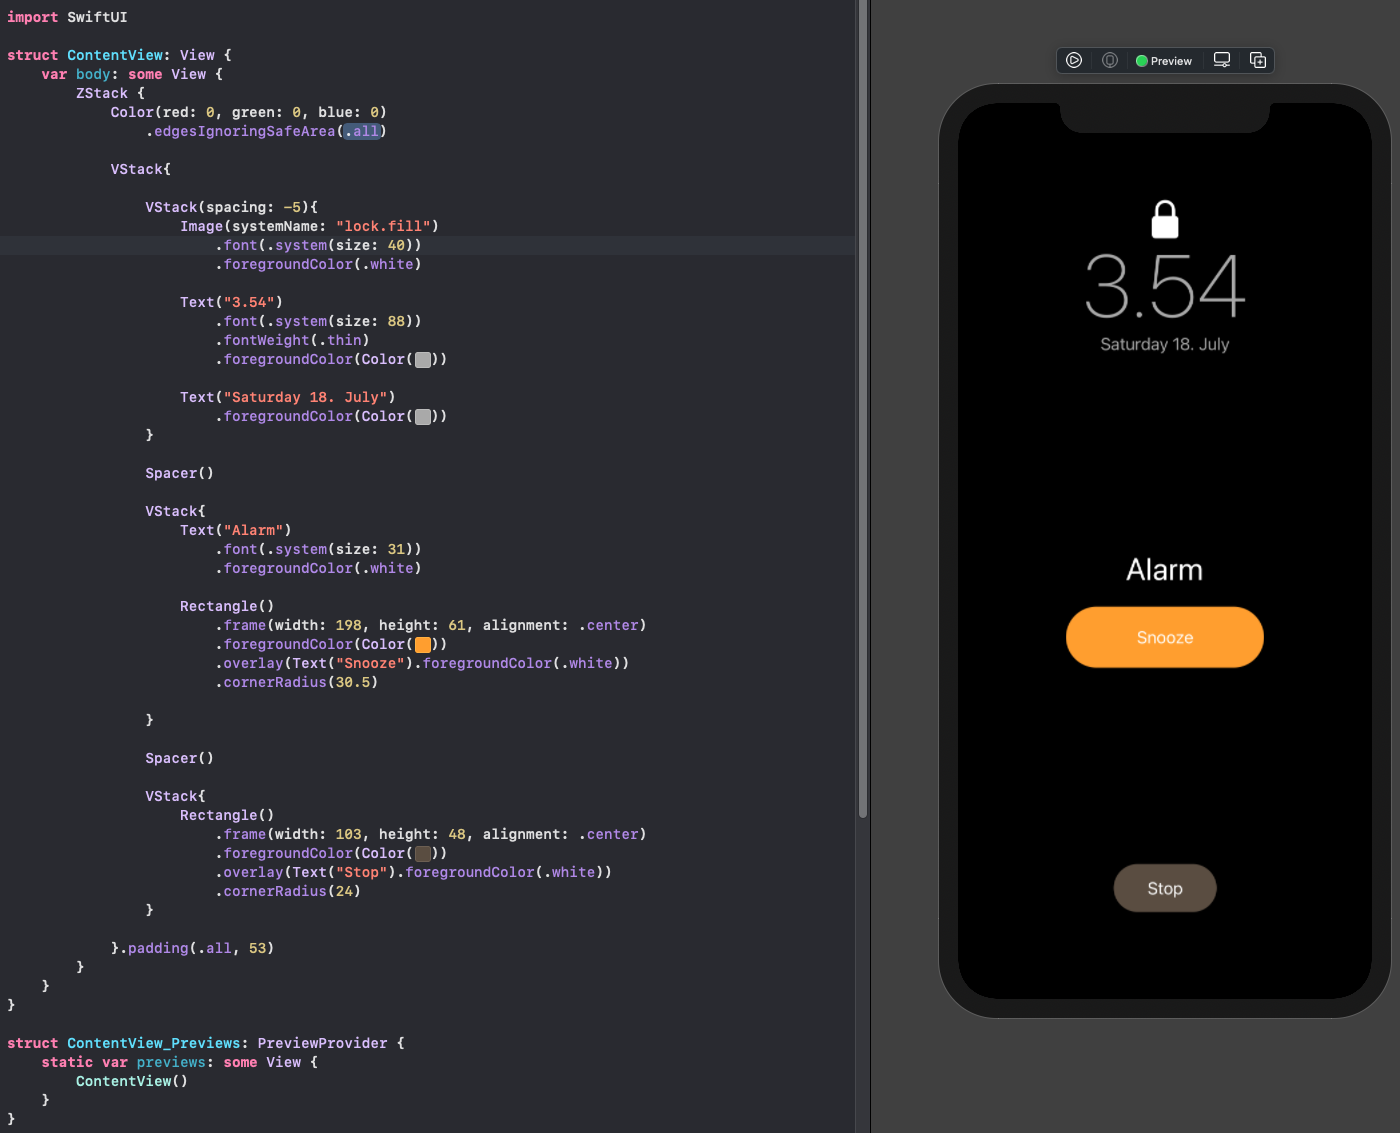 import SwiftUI
struct ContentView: View {
var body: some View {
ZStack {
Color(red: 0, green: 0, blue: 0)
.edgesIgnoringSafeArea(.all)
VStack{
VStack(spacing: -5){
Image(systemName: "lock.fill")
.font(.system(size: 40))
.foregroundColor(.white)
Text("3.54")
.font(.system(size: 88))
.fontWeight(.thin)
.foregroundColor(Color( ))
Text("Saturday 18. July")
.foregroundColor(Color( ))
}
Spacer()
VStack{
Text("Alarm")
.font(.system(size: 31))
.foregroundColor(.white)
Rectangle()
.frame(width: 198, height: 61, alignment: .center)
.foregroundColor(Color( ))
.overlay(Text("Snooze").foregroundColor(.white))
.cornerRadius(30.5)
}
Spacer()
VStack{
Rectangle()
.frame(width: 103, height: 48, alignment: .center)
.foregroundColor(Color( ))
.overlay(Text("Stop").foregroundColor(.white))
.cornerRadius(24)
}
}.padding(.all, 53)
}
}
}
struct ContentView_Previews: PreviewProvider {
static var previews: some View {
ContentView()
}
}
Preview
3.54
Saturday 18. July
Alarm
Snooze
Stop